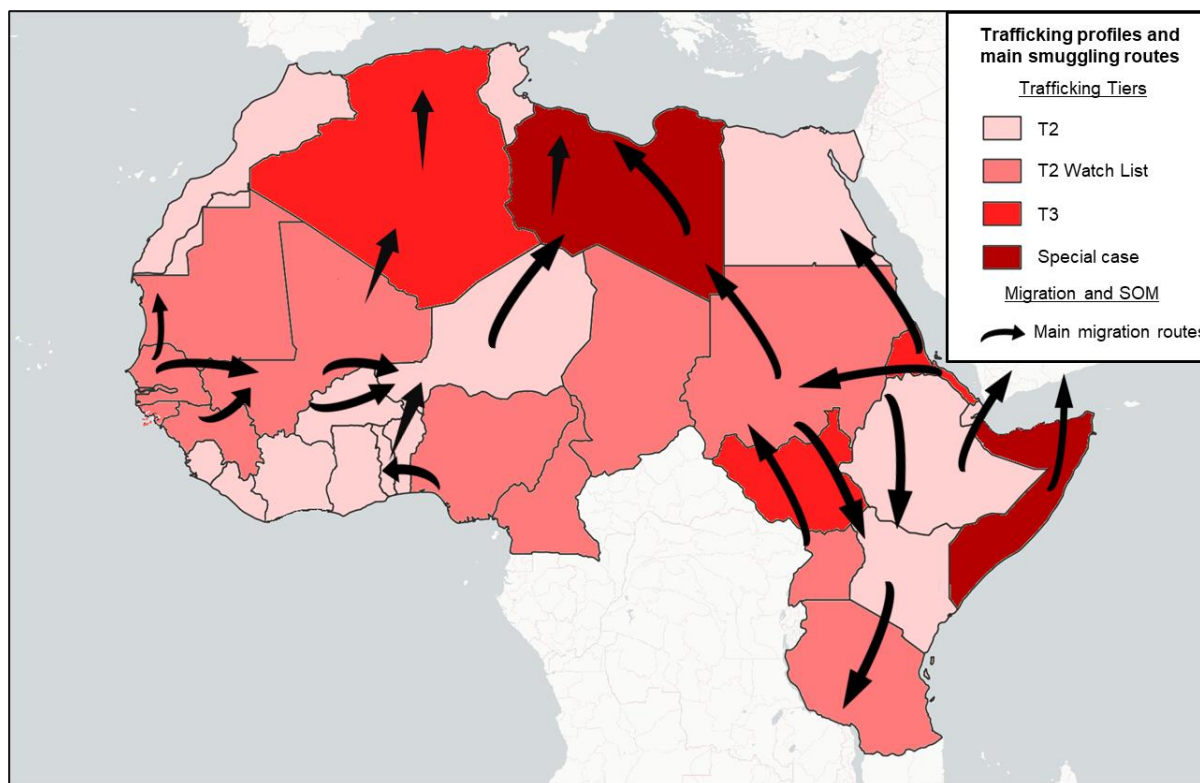 Trafficking profiles and
main smuggling routes
Trafficking Tiers
T2
T2 Watch List
T3
Special case
Migration and SOM
Main migration routes